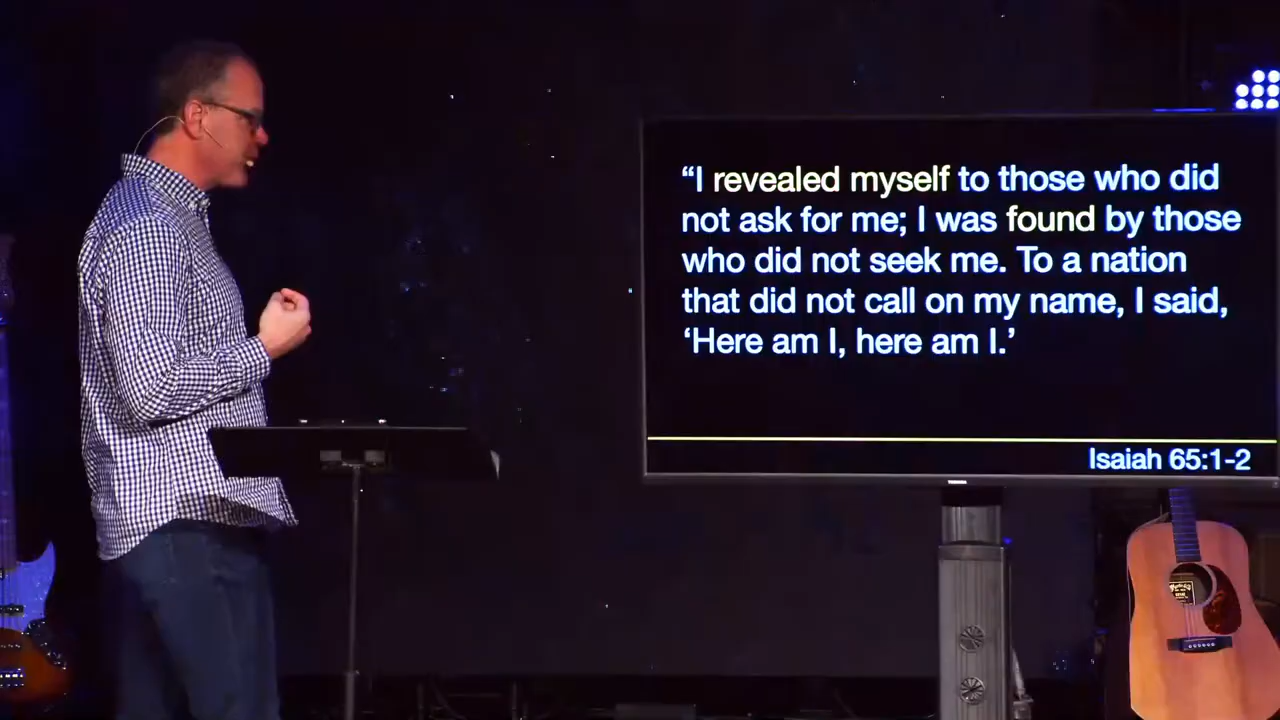 “I revealed myself to those who did
not ask for me; I was found by those
who did not seek me. To a nation
that did not call on my name, I said,
‘Here am I, here am I.’
Isaiah 65:1-2